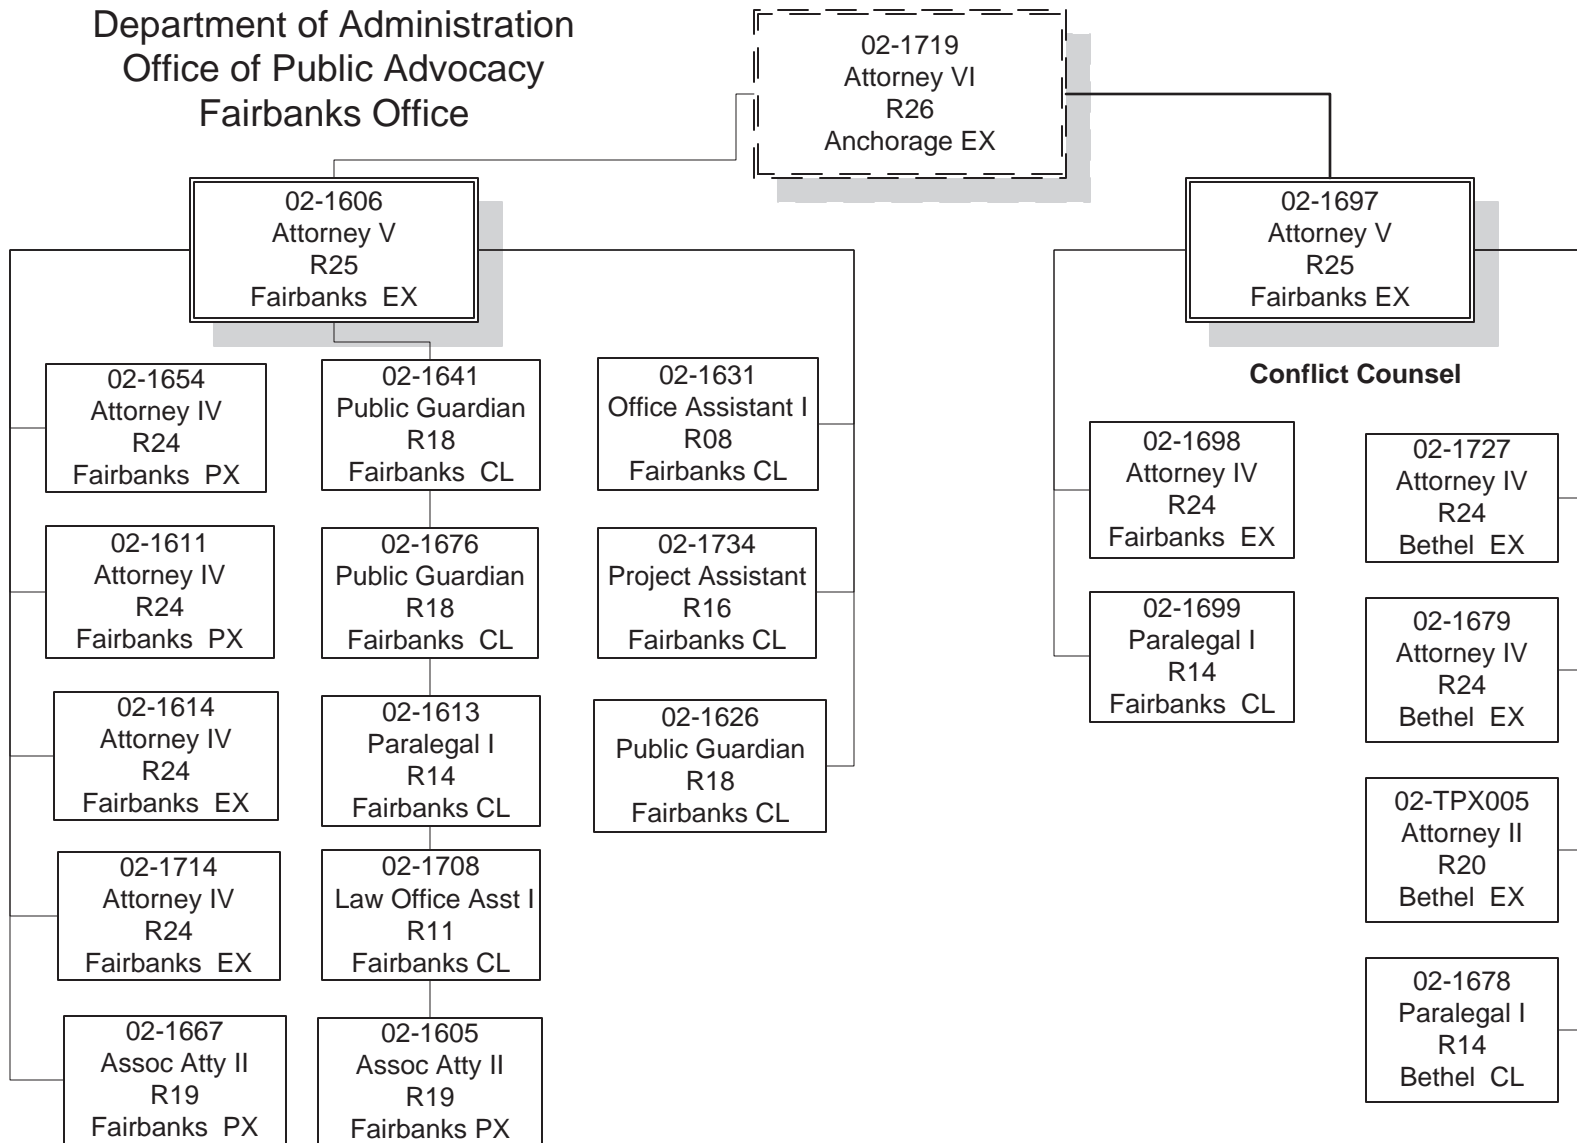 Department of Administration
Office of Public Advocacy
Fairbanks Office
02-1719
Attorney VI
R26
Anchorage EX
02-1606
Attorney V
R25
Fairbanks EX
02-1697
Attorney V
R25
Fairbanks EX
Conflict Counsel
02-1654
Attorney IV
R24
Fairbanks PX
02-1611
Attorney IV
R24
Fairbanks PX
02-1614
Attorney IV
R24
Fairbanks EX
02-1714
Attorney IV
R24
Fairbanks EX
02-1667
Assoc Atty II
R19
Fairbanks PX
02-1641
Public Guardian
R18
Fairbanks CL
02-1676
Public Guardian
R18
Fairbanks CL
02-1613
Paralegal I
R14
Fairbanks CL
02-1708
Law Office Asst I
R11
Fairbanks CL
02-1605
Assoc Atty II
R19
Fairbanks PX
02-1631
Office Assistant I
R08
Fairbanks CL
02-1734
Project Assistant
R16
Fairbanks CL
02-1626
Public Guardian
R18
Fairbanks CL
02-1698
Attorney IV
R24
Fairbanks EX
02-1699
Paralegal I
R14
Fairbanks CL
02-1727
Attorney IV
R24
Bethel EX
02-1679
Attorney IV
R24
Bethel EX
02-TPX005
Attorney II
R20
Bethel EX
02-1678
Paralegal I
R14
Bethel CL